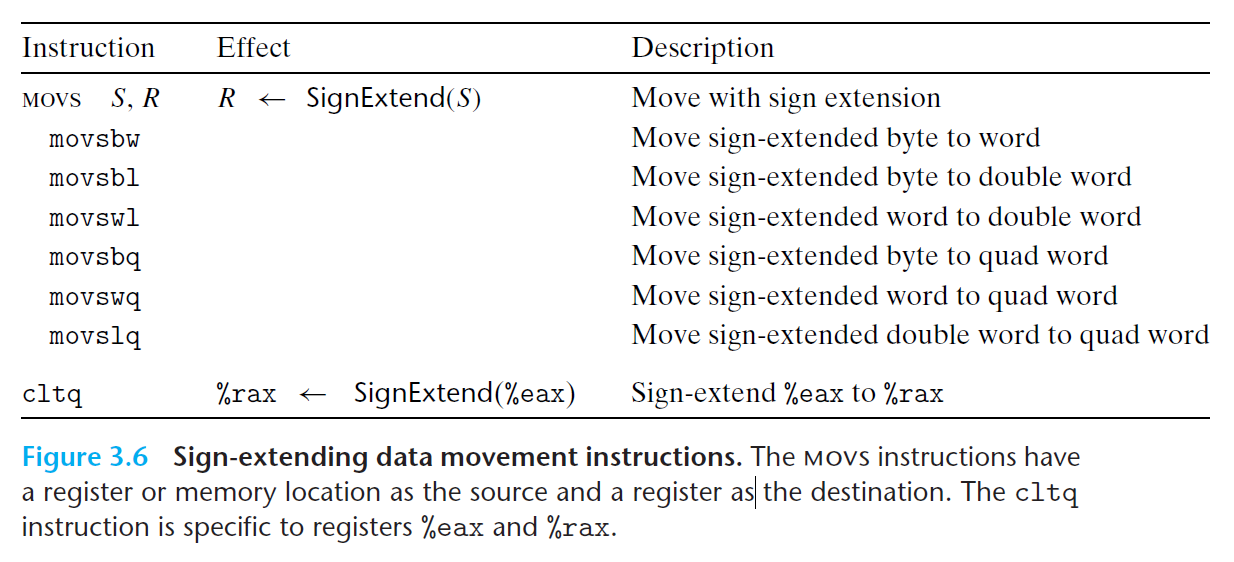 Instruction Effect Description
MOVS S, R R ← SignExtend(S) Move with sign extension
movsbw Move sign-extended byte to word
movsbl Move sign-extended byte to double word
movswl Move sign-extended word to double word
movsbq Move sign-extended byte to quad word
movswq Move sign-extended word to quad word
movslq Move sign-extended double word to quad word
cltq %rax ← SignExtend(%eax) Sign-extend %eax to %rax
Figure 3.6 Sign-extending data movement instructions. The MOVS instructions have
a register or memory location as the source and a register as the destination. The cltq
instruction is specific to registers %eax and %rax.